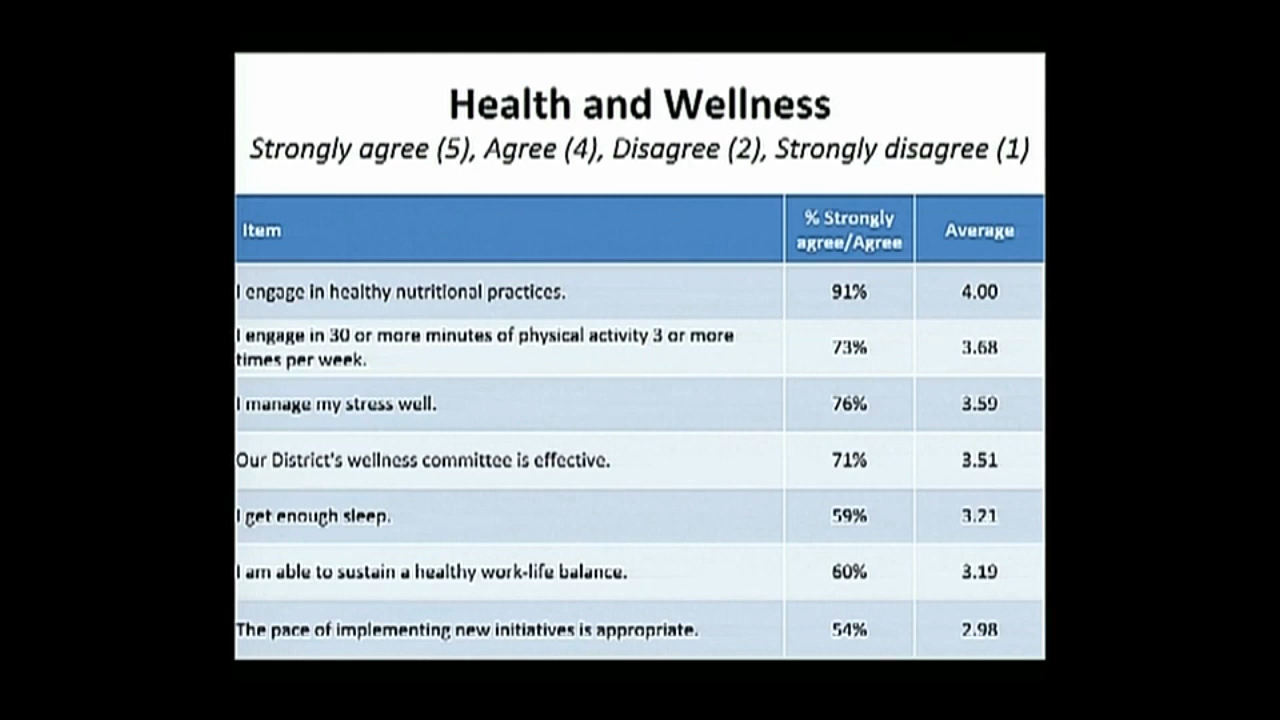 Health and Wellness
Strongly agree (5), Agree (4), Disagree (2), Strongly disagree (1)
Item
% Strongly
agree/Agree
Average
I engage in healthy nutritional practices.
91%
4.00
I engage in 30 or more minutes of physical activity 3 or more
times per week.
73%
3.68
I manage my stress well.
76%
3.59
Our District's wellness committee is effective.
71%
3.51
I get enough sleep.
59%
3.21
I am able to sustain a healthy work-life balance.
60%
3.19
The pace of implementing new initiatives is appropriate.
54%
2.98